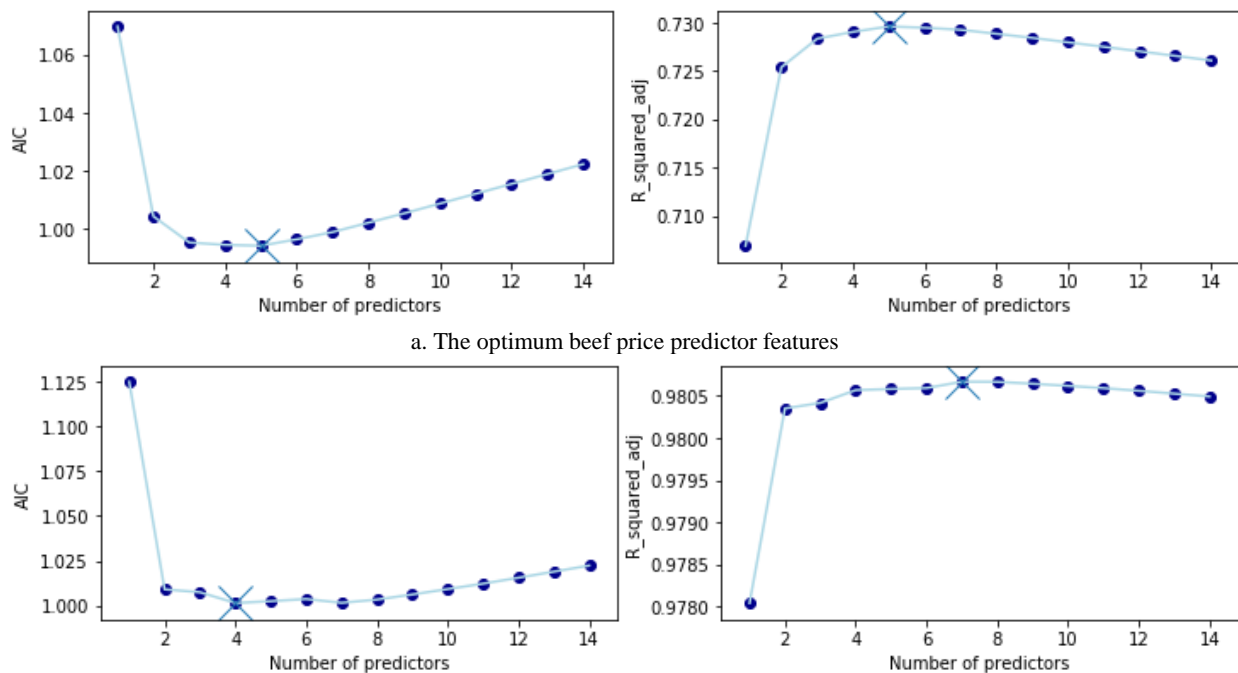 1.06
1.04
1.02
1.00
AIC
2 4 6 8 10 12 14
Number of predictors
0.730
0.725
0.720
0.715
0.710
R_squared_adj
2 4 6 8 10 12 14
Number of predictors
a. The optimum beef price predictor features
1.125
1.100
1.075
1.050
1.025
1.000
AIC
2 4 6 8 10 12 14
Number of predictors
0.9805
0.9800
0.9795
0.9790
0.9785
0.9780
R_squared_adj
2 4 6 8 10 12 14
Number of predictors